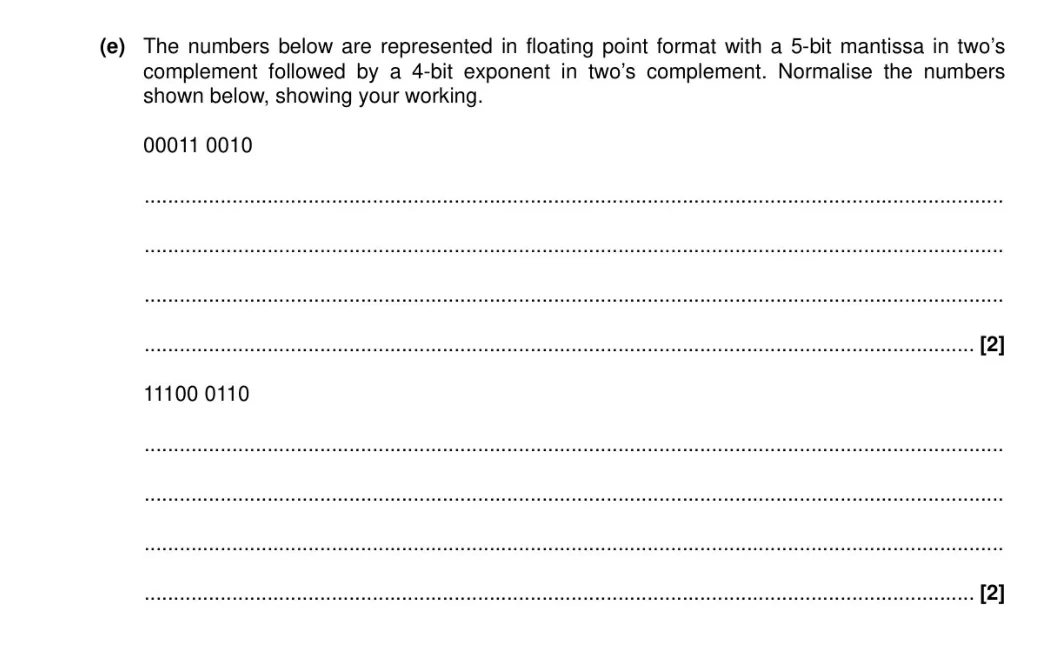 (e) The numbers below are represented in floating point format with a 5-bit mantissa in two's
complement followed by a 4-bit exponent in two's complement. Normalise the numbers
shown below, showing your working.
00011 0010
[2]
11100 0110
[2]